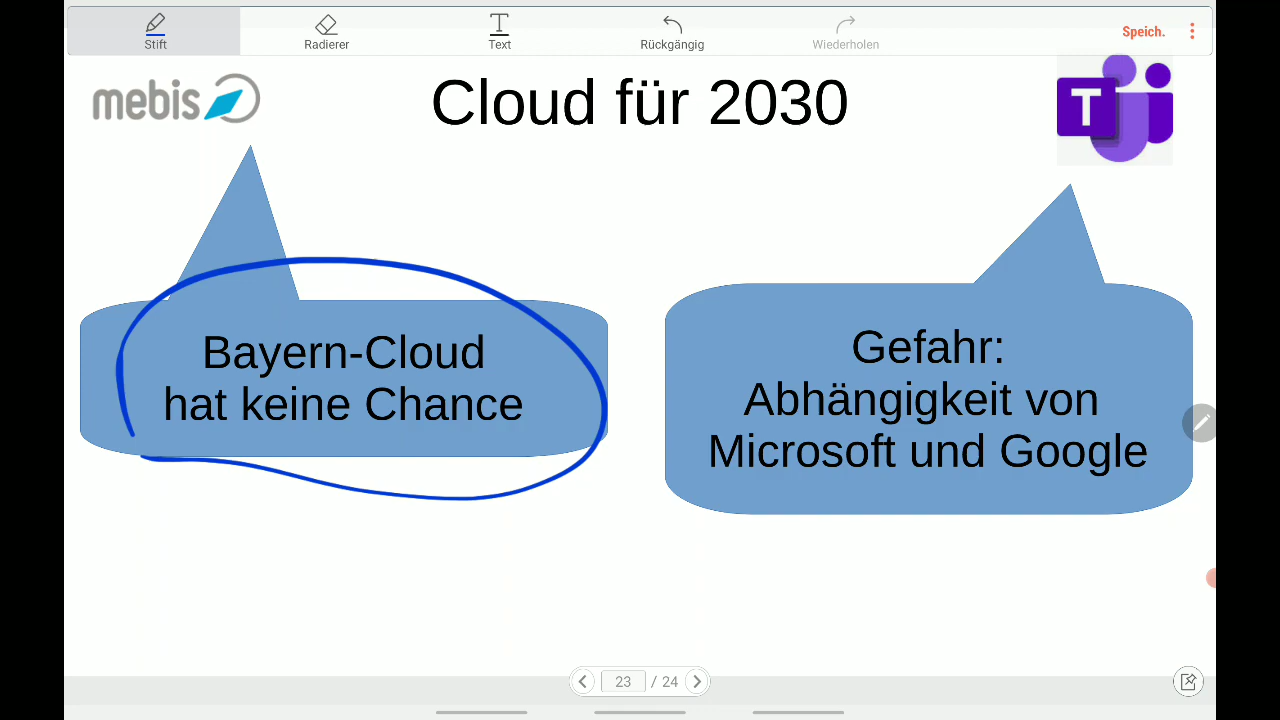 Stift
Radierer
Text
Rückgängig
Wiederholen
Speich.
mebis
Cloud für 2030
T
Bayern-Cloud
hat keine Chance
Gefahr:
Abhängigkeit von
Microsoft und Google
23 / 24